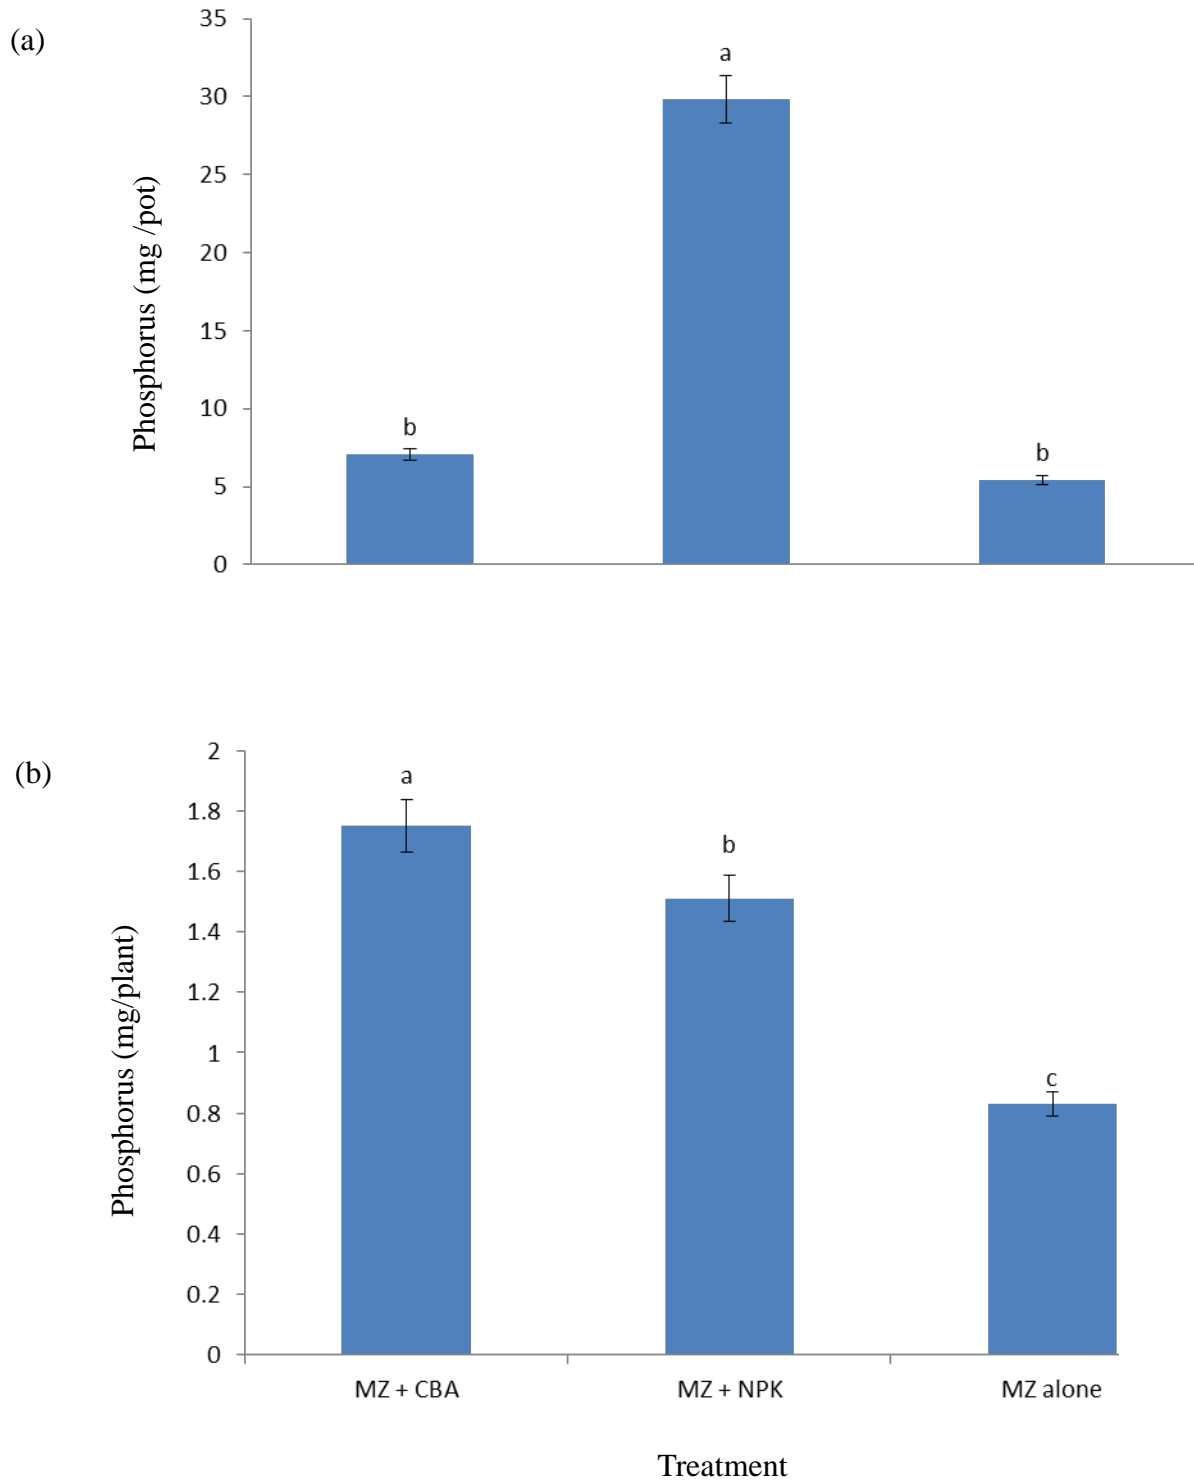 (a)
Phosphorus (mg /pot)
35
30
25
20
15
10
5
0
b
a
b
(b)
Phosphorus (mg/plant)
2
1.8
1.6
1.4
1.2
1
0.8
0.6
0.4
0.2
0
a
b
c
MZ + CBA MZ + NPK MZ alone
Treatment